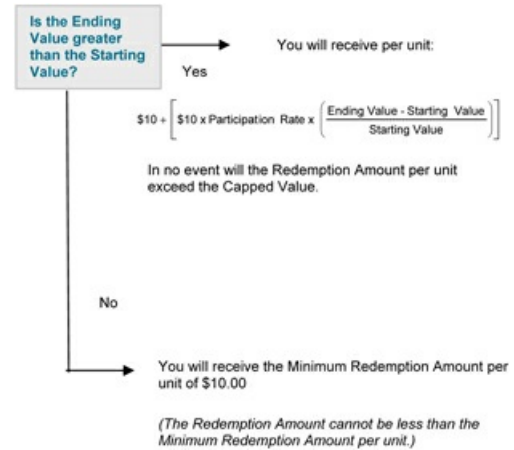 Is the Ending
Value greater
than the Starting
Value?
You will receive per unit:
Yes
$10 + [ $10 x Participation Rate x ( Ending Value - Starting Value / Starting Value ) ]
In no event will the Redemption Amount per unit
exceed the Capped Value.
No
You will receive the Minimum Redemption Amount per
unit of $10.00
(The Redemption Amount cannot be less than the
Minimum Redemption Amount per unit.)